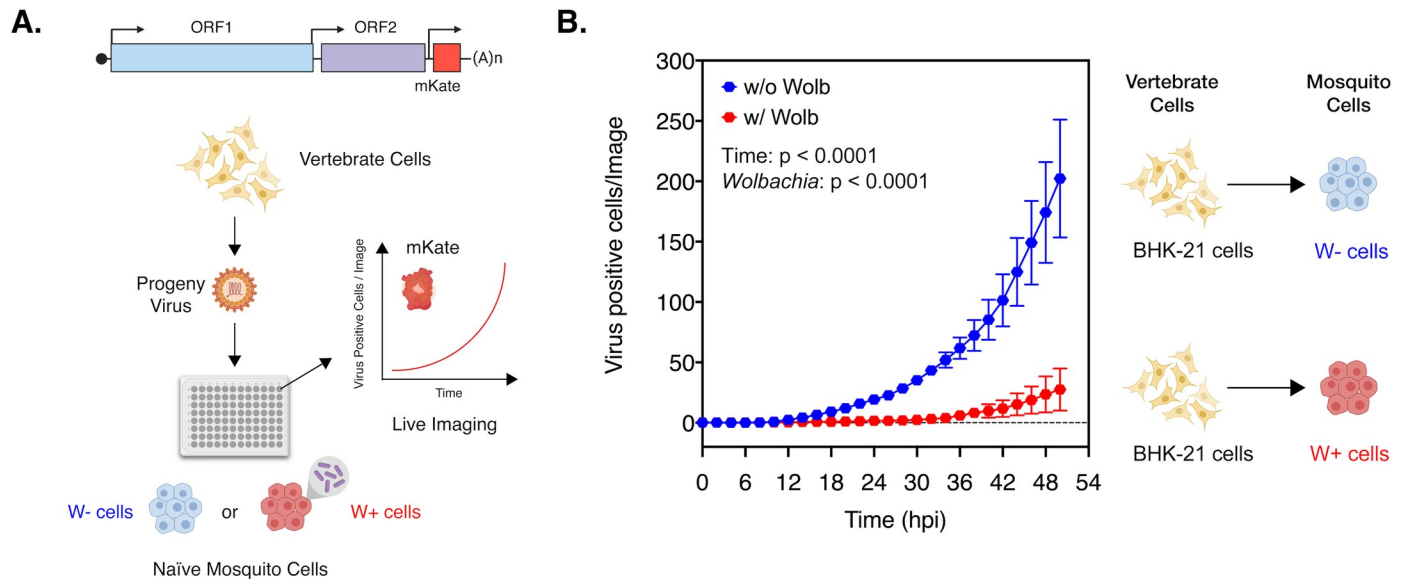 A.
ORF1
ORF2
(A)n
mKate
Vertebrate Cells
Progeny
Virus
Virus Positive Cells / Image
mKate
Time
Live Imaging
W- cells
or
W+ cells
Naïve Mosquito Cells
B.
300
250
200
150
100
50
0
Virus positive cells/Image
w/o Wolb
w/ Wolb
Time: p < 0.0001
Wolbachia: p < 0.0001
0 6 12 18 24 30 36 42 48 54
Time (hpi)
Vertebrate
Cells
Mosquito
Cells
BHK-21 cells
W- cells
BHK-21 cells
W+ cells